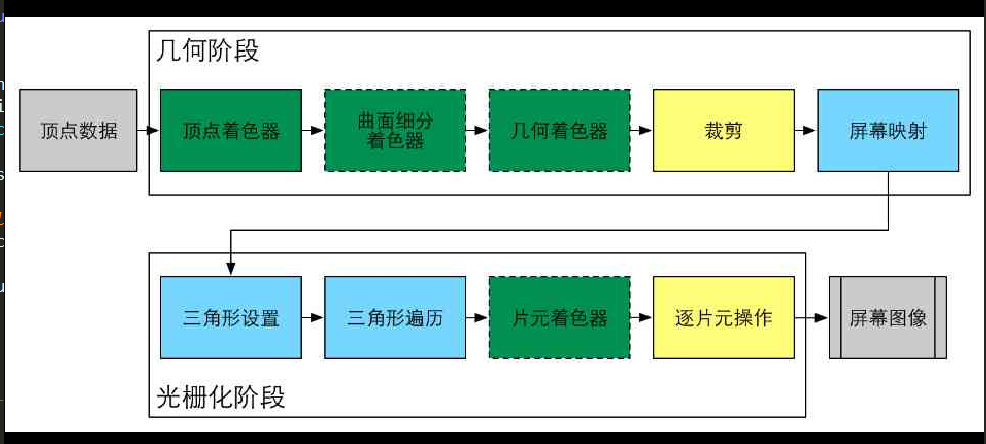 几何阶段
顶点数据
顶点着色器
曲面细分
着色器
几何着色器
裁剪
屏幕映射
三角形设置
三角形遍历
片元着色器
逐片元操作
屏幕图像
光栅化阶段